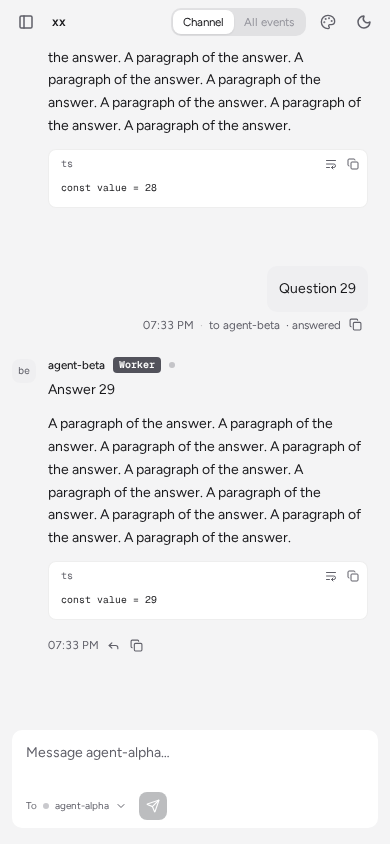 xx
Channel
All events
the answer. A paragraph of the answer. A
paragraph of the answer. A paragraph of the
answer. A paragraph of the answer. A paragraph of
the answer. A paragraph of the answer.
ts
const value = 28
Question 29
07:33 PM · to agent-beta · answered
be
agent-beta Worker
Answer 29
A paragraph of the answer. A paragraph of the
answer. A paragraph of the answer. A paragraph of
the answer. A paragraph of the answer. A
paragraph of the answer. A paragraph of the
answer. A paragraph of the answer. A paragraph of
the answer. A paragraph of the answer.
ts
const value = 29
07:33 PM
Message agent-alpha…
To agent-alpha